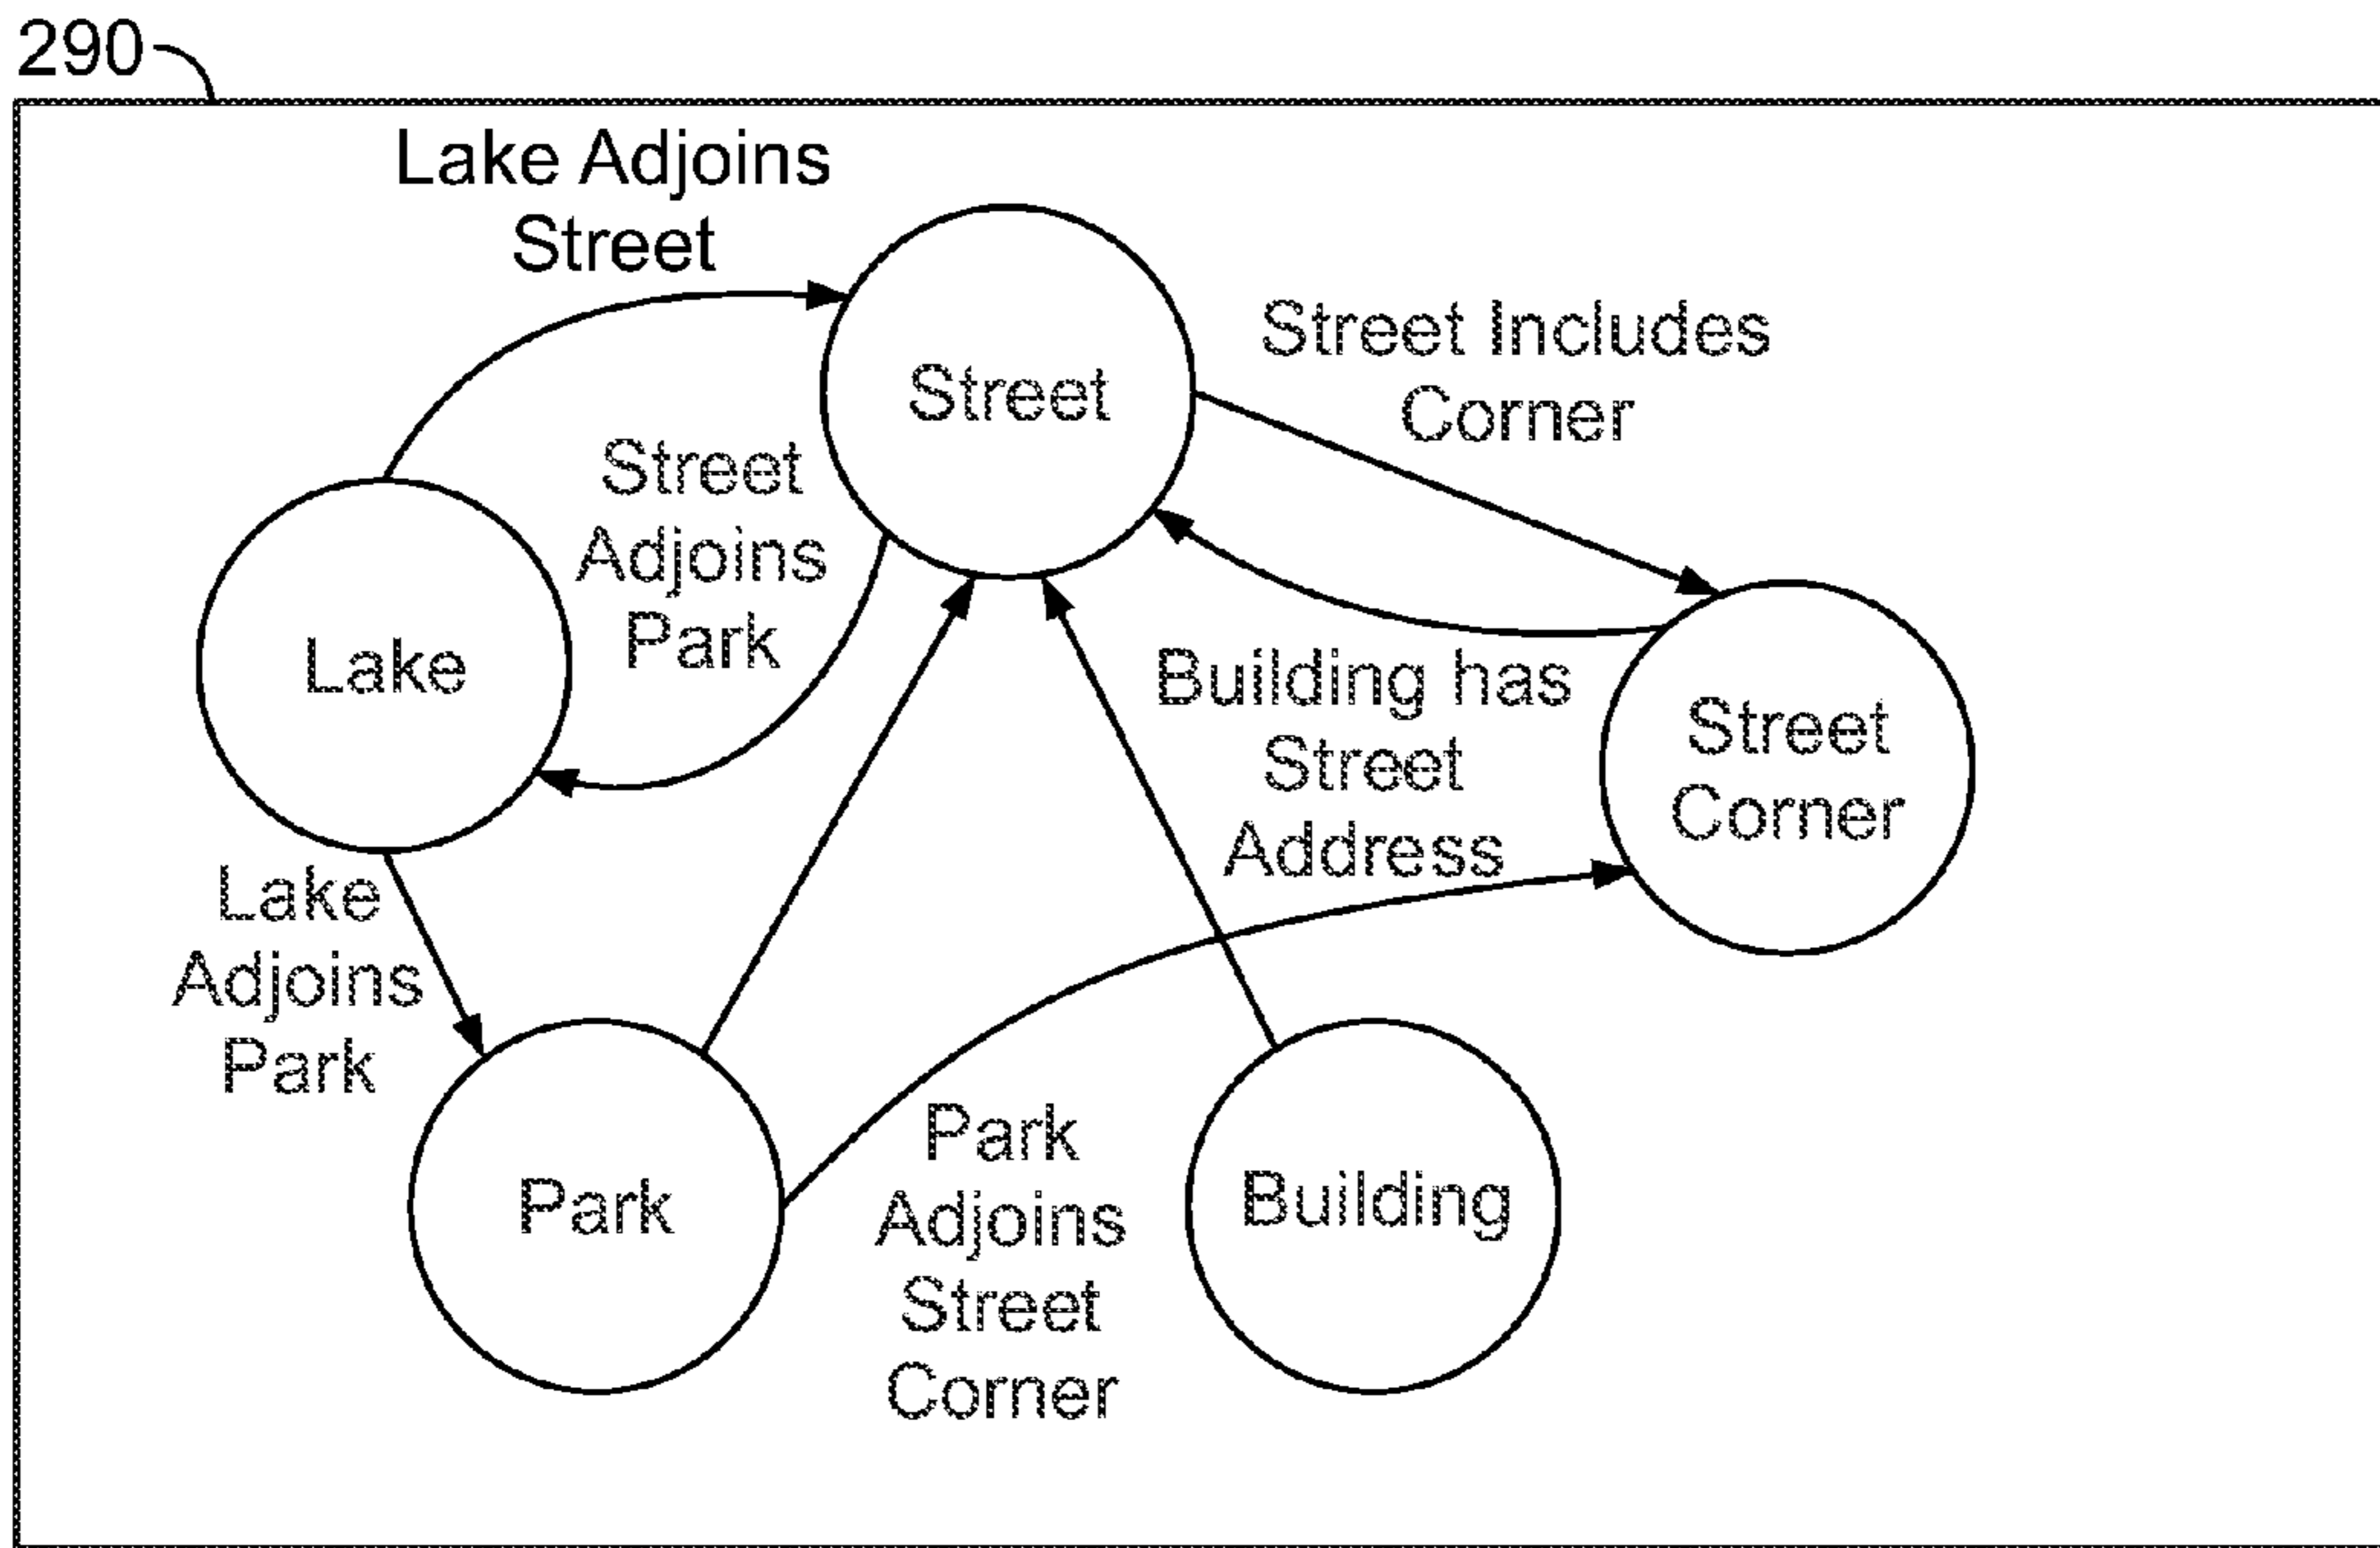 290
Lake Adjoins
Street
Street
Street Includes
Corner
Street
Adjoins
Park
Lake
Building has
Street
Address
Street
Corner
Lake
Adjoins
Park
Park
Park
Adjoins
Street
Corner
Building